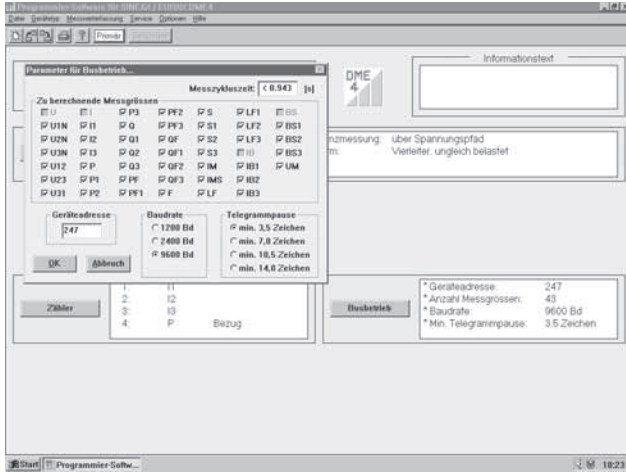 Programmier-Software für SINEAX / EURAX DME 4
Datei Gerätetyp Messwerterfassung Service Optionen Hilfe
Primär
Informationstext
DME
4
Parameter für Busbetrieb...
Messzykluszeit: < 0.943 [s]
Zu berechnende Messgrössen
U I P3 PF2 S LF1 BS
U1N I1 Q PF3 S1 LF2 BS1
U2N I2 Q1 QF S2 LF3 BS2
U3N I3 Q2 QF1 S3 BS3
U12 P Q3 QF2 IM IB1 UM
U23 P1 PF QF3 IMS IB2
U31 P2 PF1 F LF IB3
Geräteadresse
247
Baudrate
1200 Bd
2400 Bd
9600 Bd
Telegrammpause
min. 3,5 Zeichen
min. 7,0 Zeichen
min. 10,5 Zeichen
min. 14,0 Zeichen
OK Abbruch
nzmessung: über Spannungspfad
m: Vierleiter, ungleich belastet
Zähler
1: I1
2: I2
3: I3
4: P Bezug
Busbetrieb
* Geräteadresse: 247
* Anzahl Messgrössen: 43
* Baudrate: 9600 Bd
* Min. Telegrammpause: 3.5 Zeichen
Start Programmier-Softw... 10:23